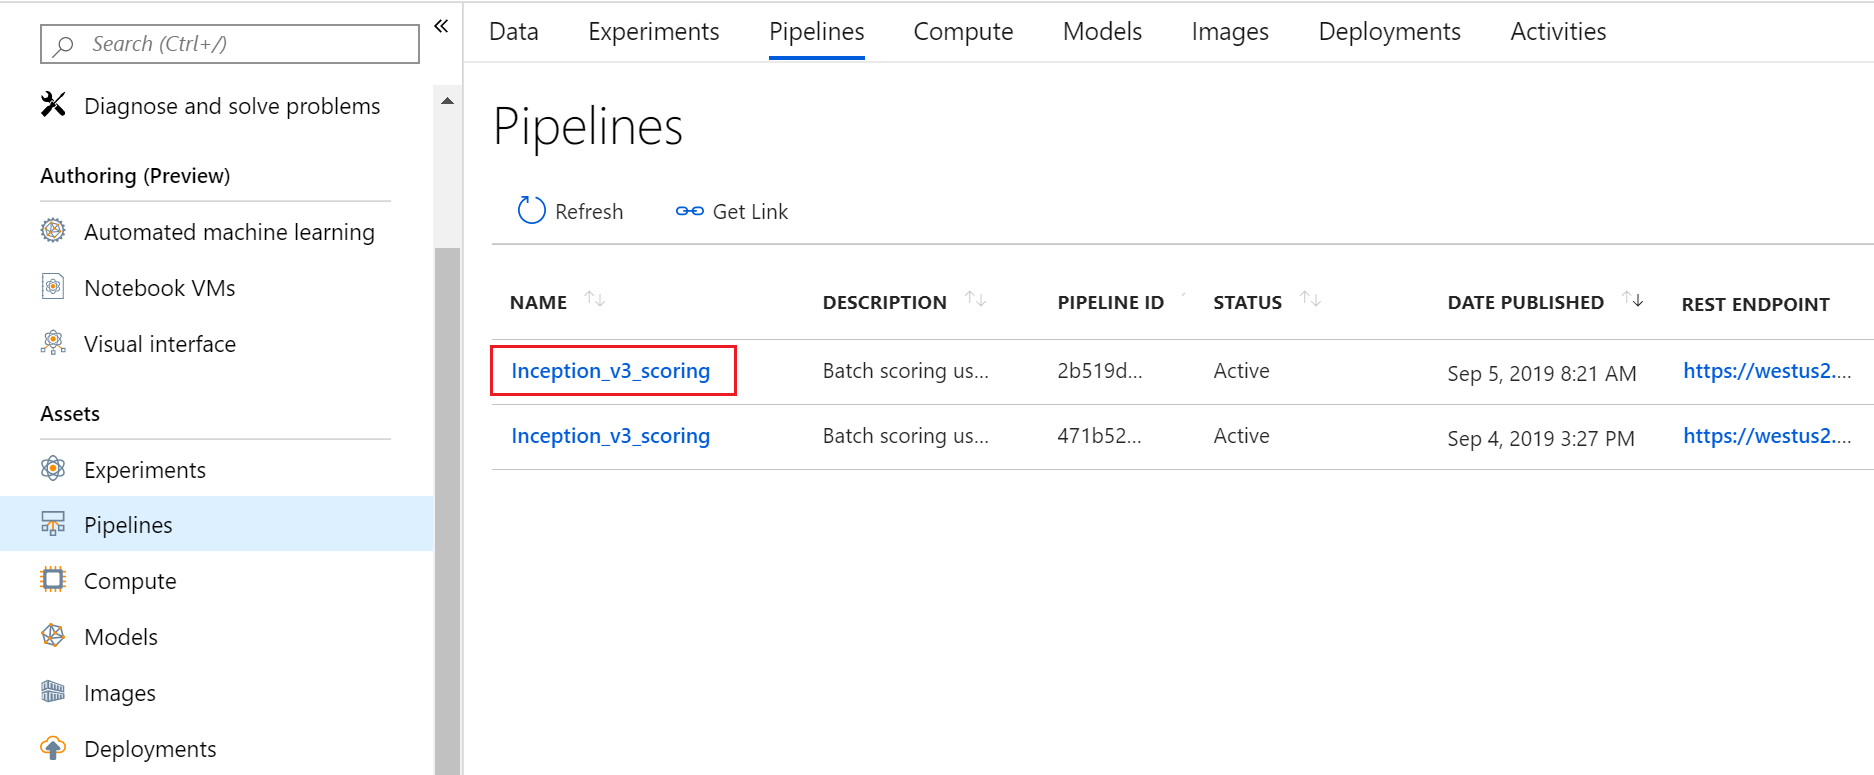 Search (Ctrl+/)
Diagnose and solve problems
Authoring (Preview)
Automated machine learning
Notebook VMs
Visual interface
Assets
Experiments
Pipelines
Compute
Models
Images
Deployments
Data Experiments Pipelines Compute Models Images Deployments Activities
Pipelines
Refresh Get Link
NAME DESCRIPTION PIPELINE ID STATUS DATE PUBLISHED REST ENDPOINT
Inception_v3_scoring Batch scoring us... 2b519d... Active Sep 5, 2019 8:21 AM https://westus2....
Inception_v3_scoring Batch scoring us... 471b52... Active Sep 4, 2019 3:27 PM https://westus2....